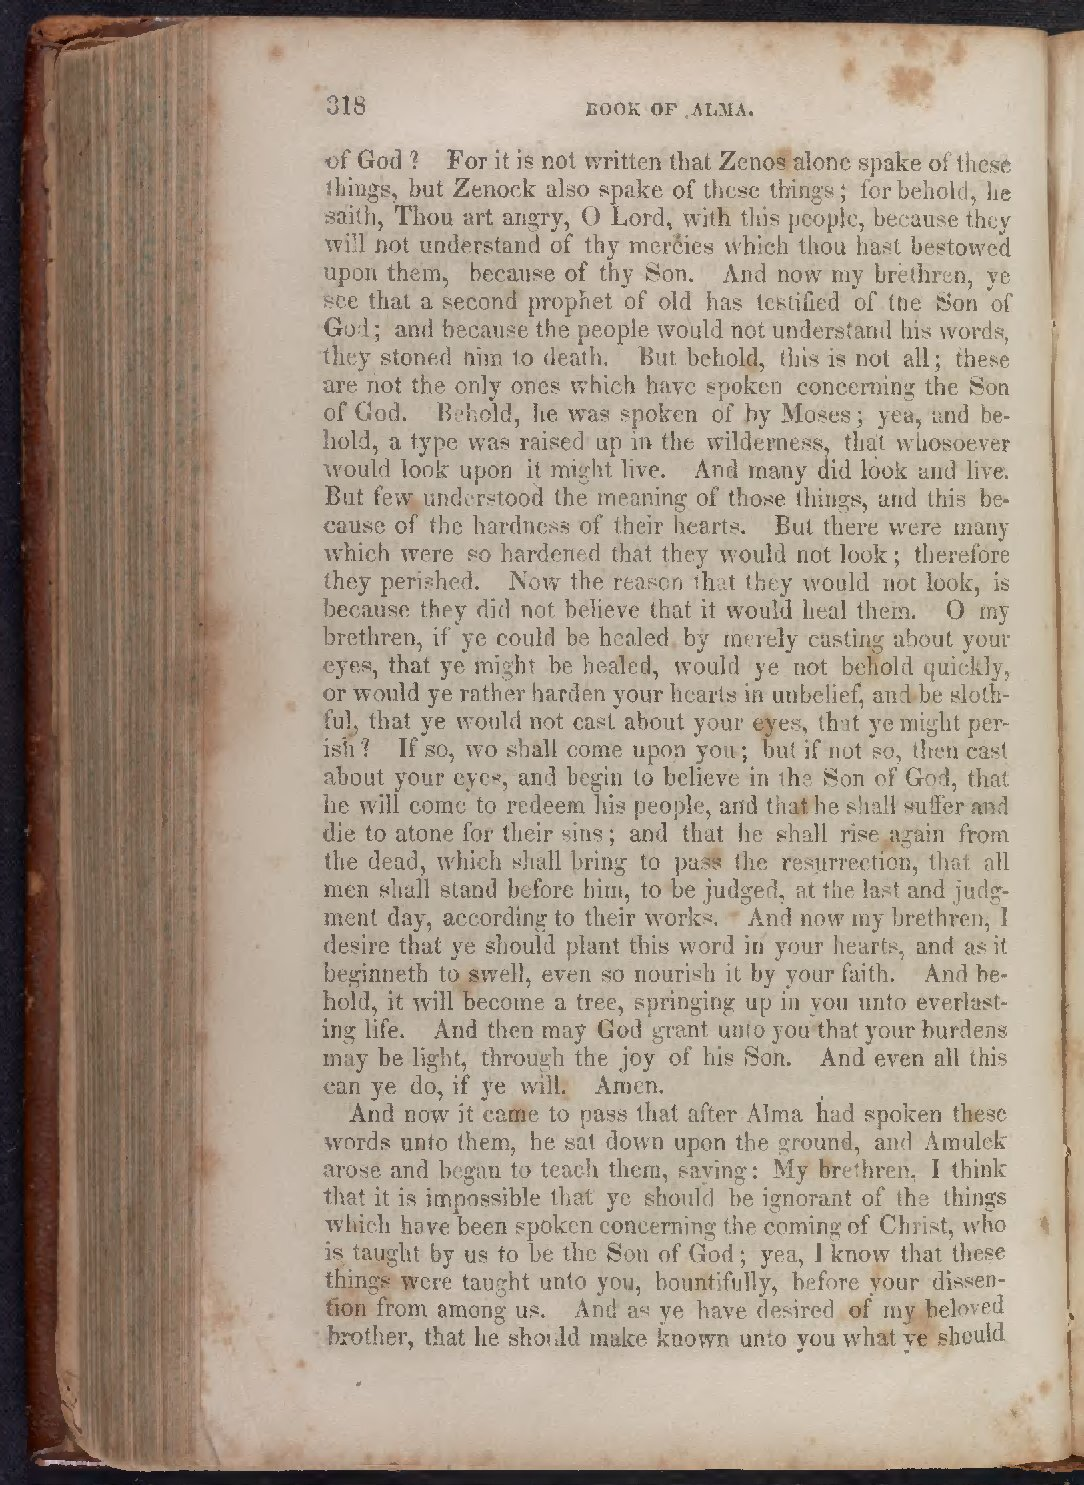 318 BOOK OF ALMA.
of God ? For it is not written that Zenos alone spake of these
things, but Zenock also spake of these things; for behold, he
saith, Thou art angry, O Lord, with this people, because they
will not understand of thy mercies which thou hast bestowed
upon them, because of thy Son. And now my brethren, ye
see that a second prophet of old has testified of the Son of
God; and because the people would not understand his words,
they stoned him to death. But behold, this is not all; these
are not the only ones which have spoken concerning the Son
of God. Behold, he was spoken of by Moses; yea, and be-
hold, a type was raised up in the wilderness, that whosoever
would look upon it might live. And many did look and live.
But few understood the meaning of those things, and this be-
cause of the hardness of their hearts. But there were many
which were so hardened that they would not look; therefore
they perished. Now the reason that they would not look, is
because they did not believe that it would heal them. O my
brethren, if ye could be healed by merely casting about your
eyes, that ye might be healed, would ye not behold quickly,
or would ye rather harden your hearts in unbelief, and be sloth-
ful, that ye would not cast about your eyes, that ye might per-
ish ? If so, wo shall come upon you; but if not so, then cast
about your eyes, and begin to believe in the Son of God, that
he will come to redeem his people, and that he shall suffer and
die to atone for their sins; and that he shall rise again from
the dead, which shall bring to pass the resurrection, that all
men shall stand before him, to be judged, at the last and judg-
ment day, according to their works. And now my brethren, I
desire that ye should plant this word in your hearts, and as it
beginneth to swell, even so nourish it by your faith. And be-
hold, it will become a tree, springing up in you unto everlast-
ing life. And then may God grant unto you that your burdens
may be light, through the joy of his Son. And even all this
can ye do, if ye will. Amen.
And now it came to pass that after Alma had spoken these
words unto them, he sat down upon the ground, and Amulek
arose and began to teach them, saying: My brethren, I think
that it is impossible that ye should be ignorant of the things
which have been spoken concerning the coming of Christ, who
is taught by us to be the Son of God; yea, I know that these
things were taught unto you, bountifully, before your dissen-
tion from among us. And as ye have desired of my beloved
brother, that he should make known unto you what ye should